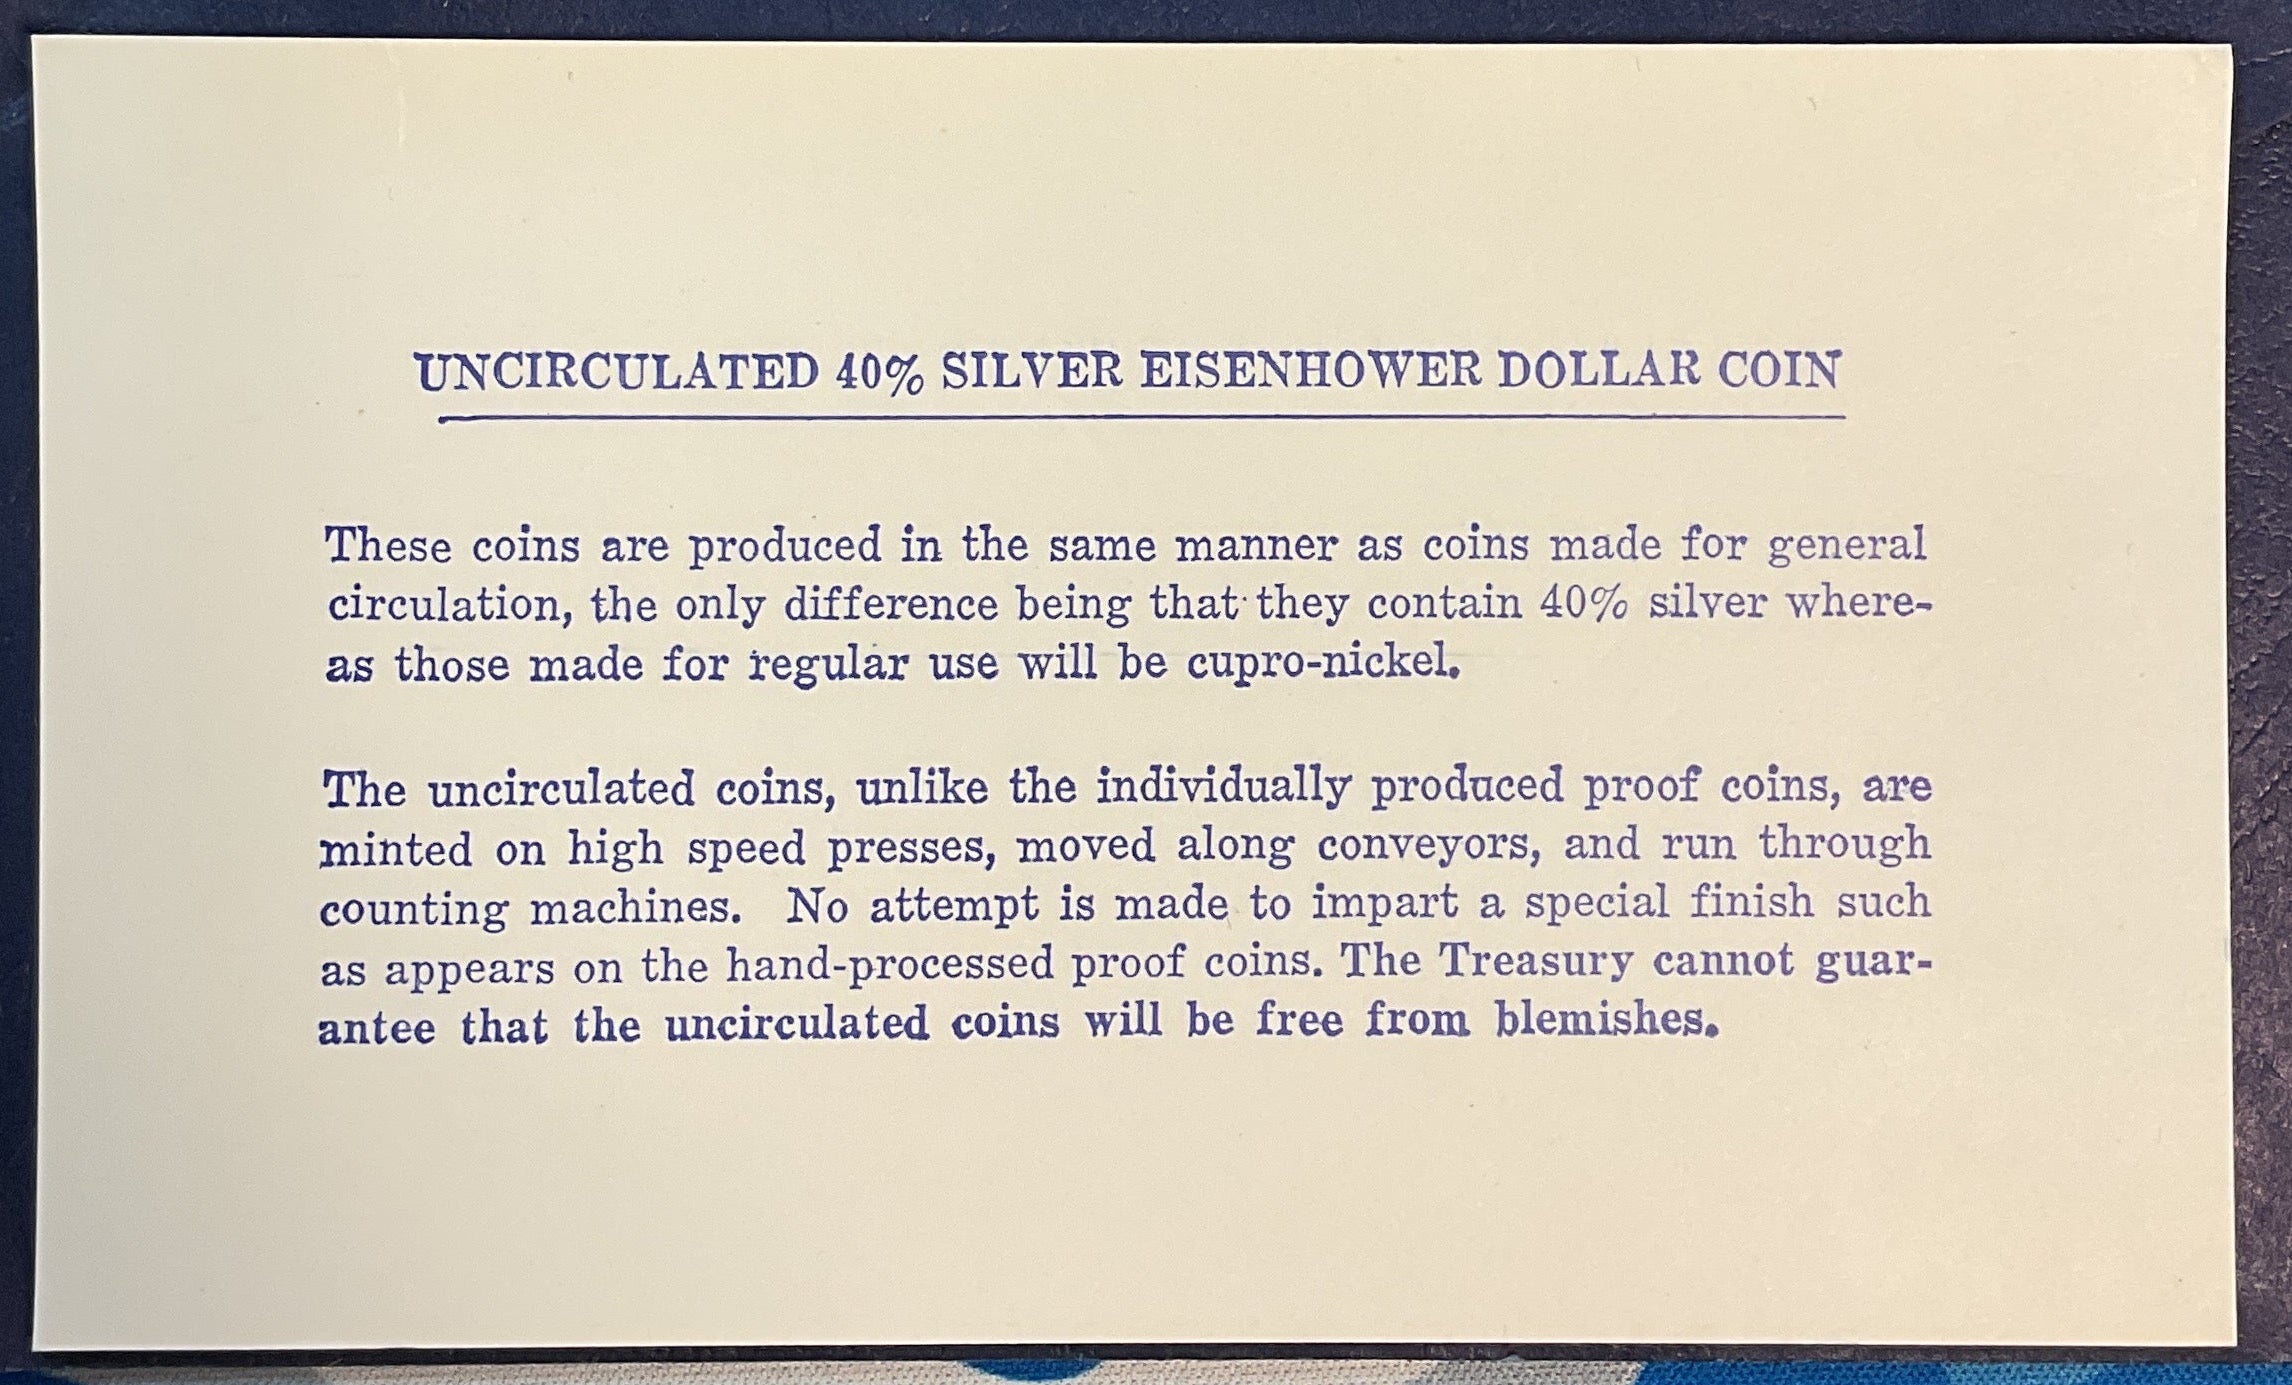 UNCIRCULATED 40% SILVER EISENHOWER DOLLAR COIN
These coins are produced in the same manner as coins made for general
circulation, the only difference being that they contain 40% silver where-
as those made for regular use will be cupro-nickel.
The uncirculated coins, unlike the individually produced proof coins, are
minted on high speed presses, moved along conveyors, and run through
counting machines. No attempt is made to impart a special finish such
as appears on the hand-processed proof coins. The Treasury cannot guar-
antee that the uncirculated coins will be free from blemishes.